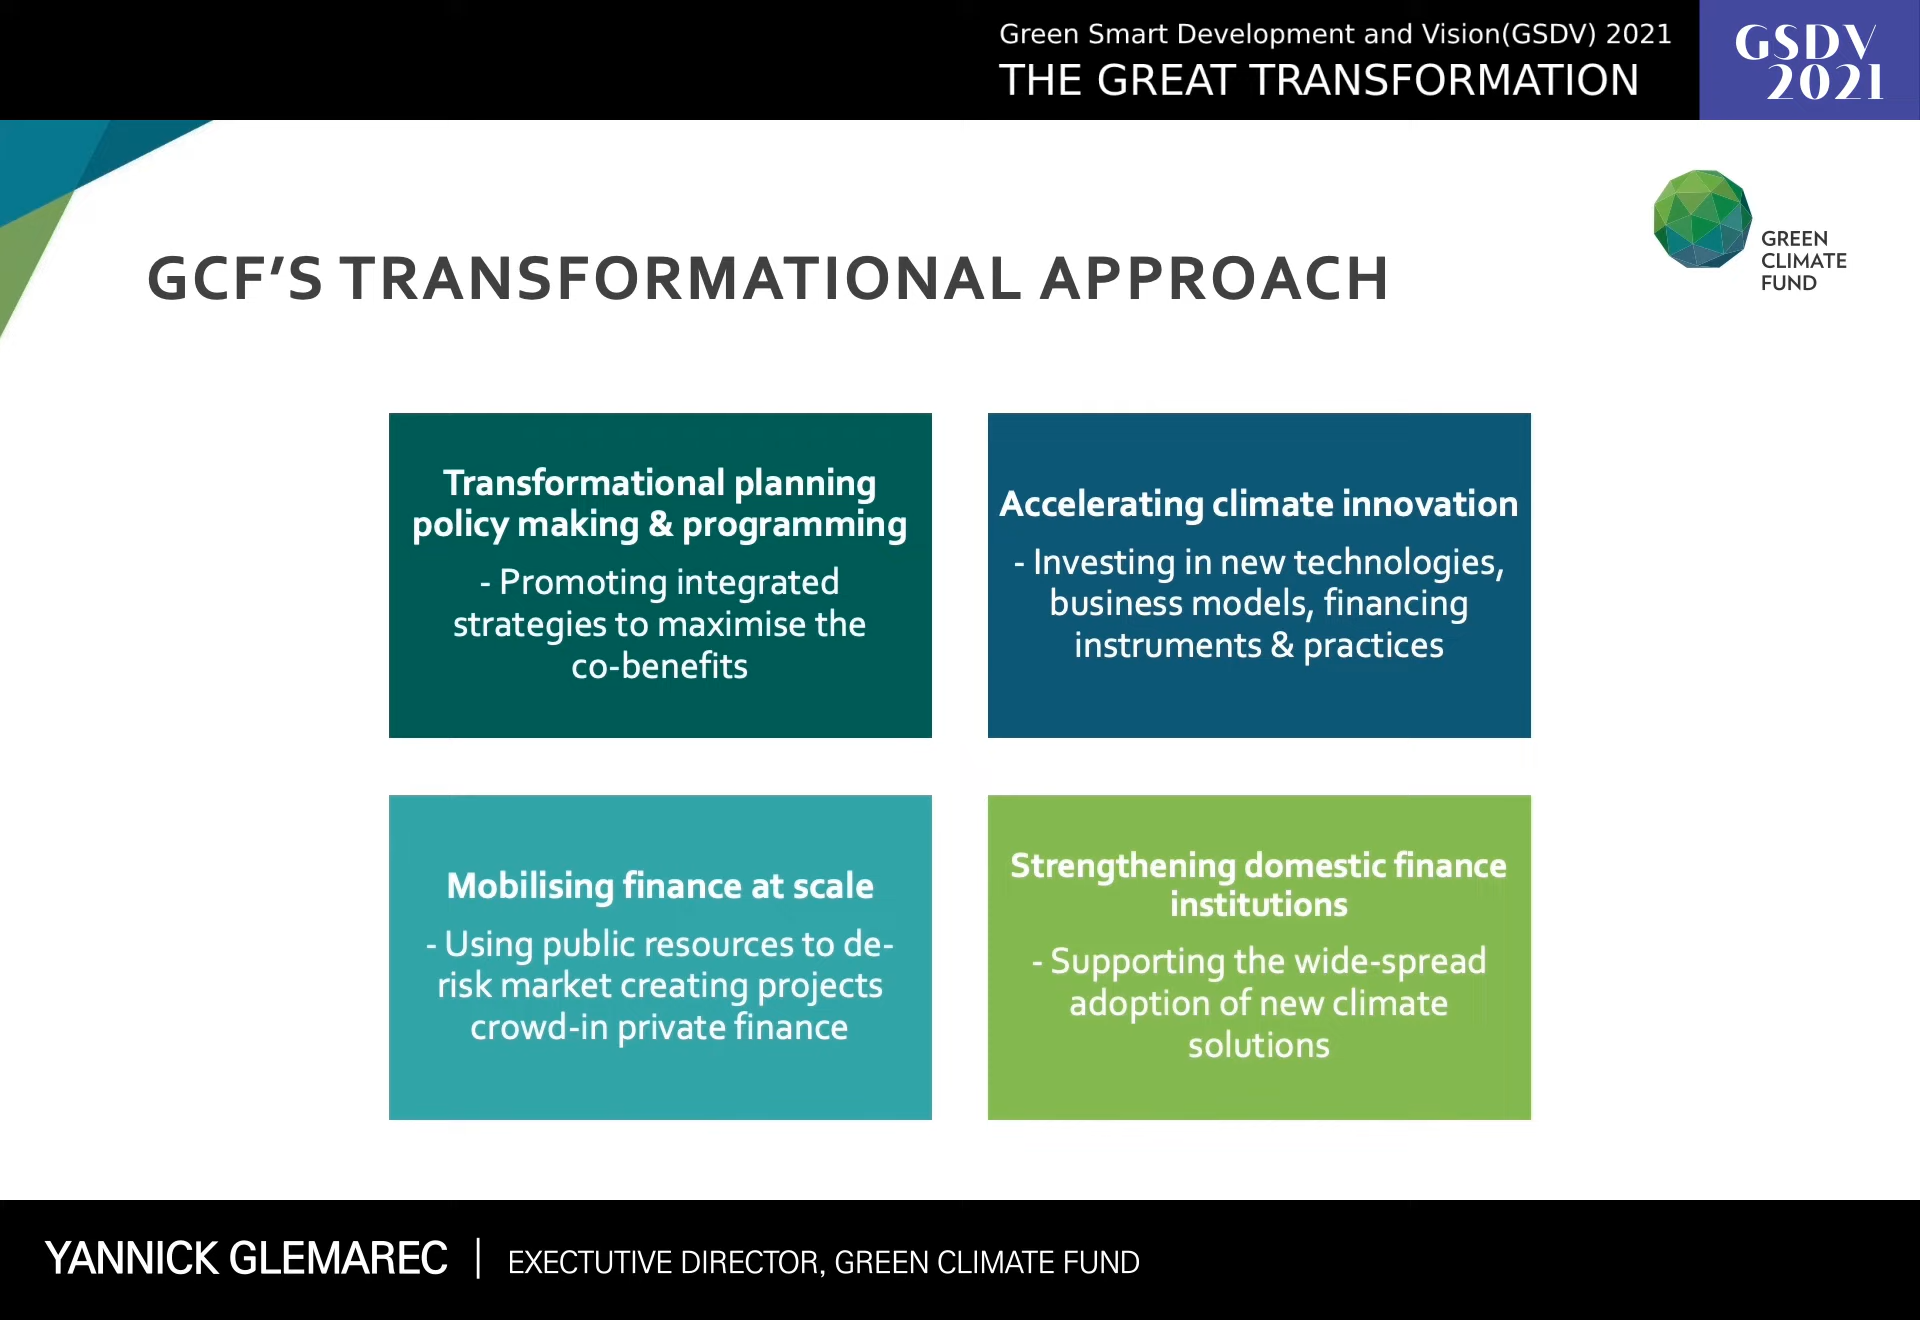 Green Smart Development and Vision(GSDV) 2021
THE GREAT TRANSFORMATION
GSDV
2021
GREEN
CLIMATE
FUND
GCF’S TRANSFORMATIONAL APPROACH
Transformational planning
policy making & programming
- Promoting integrated
strategies to maximise the
co-benefits
Accelerating climate innovation
- Investing in new technologies,
business models, financing
instruments & practices
Mobilising finance at scale
- Using public resources to de-
risk market creating projects
crowd-in private finance
Strengthening domestic finance
institutions
- Supporting the wide-spread
adoption of new climate
solutions
YANNICK GLEMAREC | EXECTUTIVE DIRECTOR, GREEN CLIMATE FUND